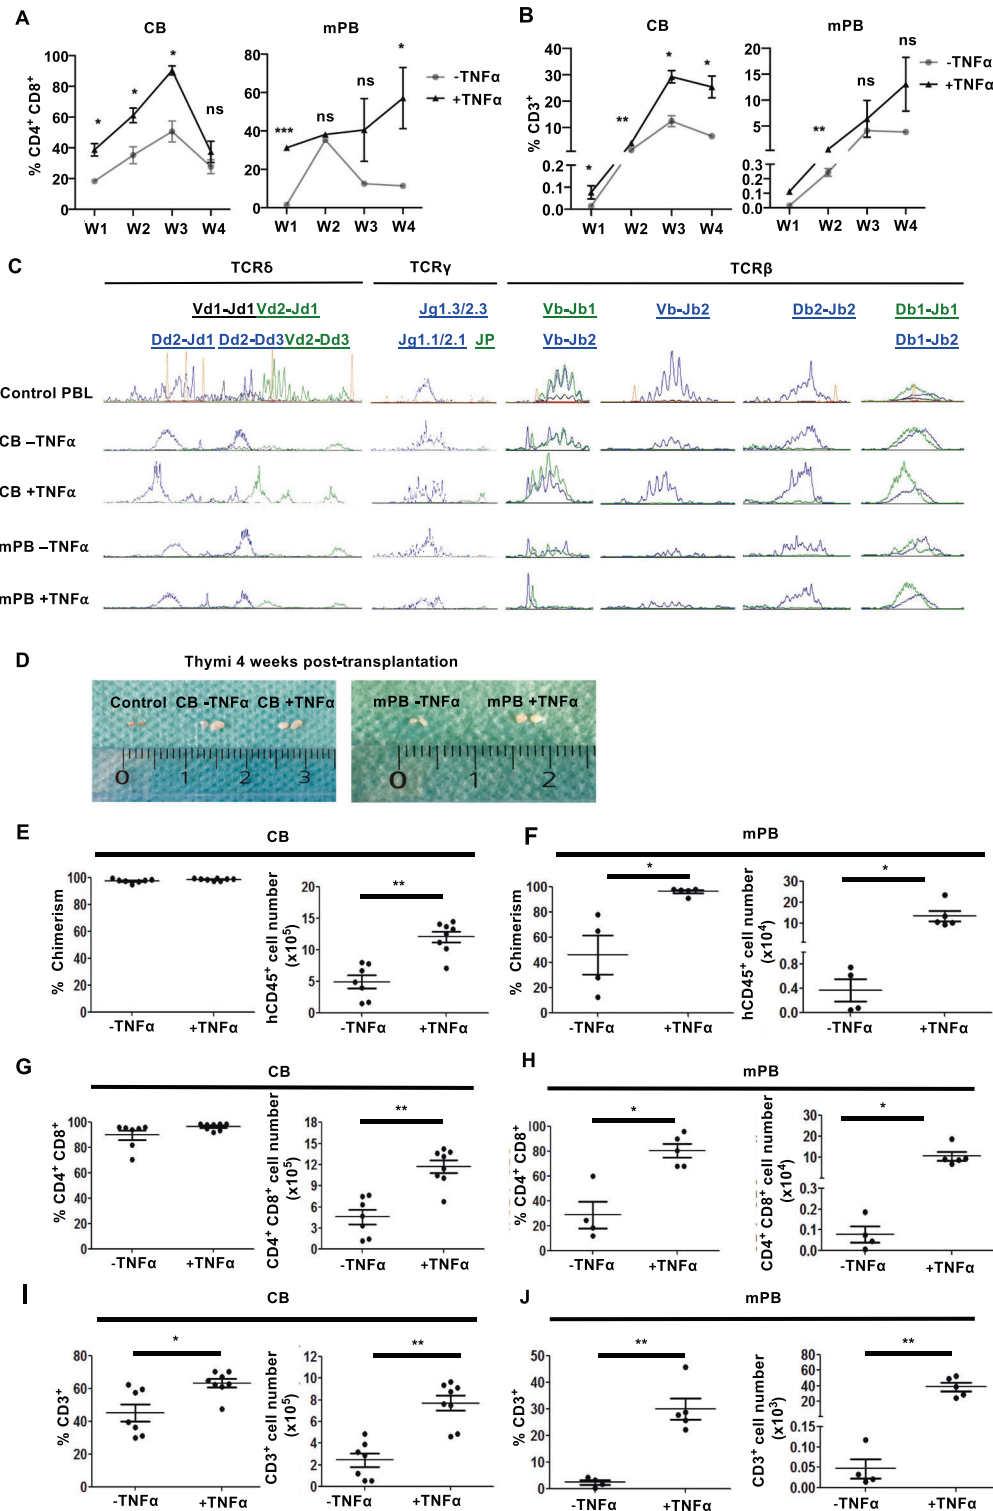 A
CB
mPB
% CD4+ CD8+
100
80
60
40
20
0
*
*
*
ns
W1 W2 W3 W4
80
60
40
20
0
***
ns
ns
*
W1 W2 W3 W4
-TNFα
+TNFα
B
CB
mPB
% CD3+
40
30
20
10
0.2
0.1
0.0
*
**
*
*
W1 W2 W3 W4
20
15
10
5
0.3
0.2
0.1
0.0
**
ns
ns
W1 W2 W3 W4
-TNFα
+TNFα
C
TCRδ
TCRγ
TCRβ
Vd1-Jd1 Vd2-Jd1
Jg1.3/2.3
Vb-Jb1
Vb-Jb2
Db2-Jb2
Db1-Jb1
Dd2-Jd1 Dd2-Dd3 Vd2-Dd3
Jg1.1/2.1 JP
Vb-Jb2
Db1-Jb2
Control PBL
CB –TNFα
CB +TNFα
mPB –TNFα
mPB +TNFα
D
Thymi 4 weeks post-transplantation
Control CB -TNFα CB +TNFα
0 1 2 3
mPB -TNFα mPB +TNFα
0 1 2
E
CB
% Chimerism
100
80
60
40
20
0
-TNFα +TNFα
hCD45+ cell number
(x10⁵)
20
15
10
5
0
**
-TNFα +TNFα
F
mPB
% Chimerism
100
80
60
40
20
0
*
-TNFα +TNFα
hCD45+ cell number
(x10⁴)
30
20
10
0.8
0.4
0.0
*
-TNFα +TNFα
G
CB
% CD4+ CD8+
100
80
60
40
20
0
-TNFα +TNFα
CD4+ CD8+ cell number
(x10⁵)
18
15
12
9
6
3
0
**
-TNFα +TNFα
H
mPB
% CD4+ CD8+
100
80
60
40
20
0
*
-TNFα +TNFα
CD4+ CD8+ cell number
(x10⁴)
30
20
10
0.3
0.2
0.1
0.0
*
-TNFα +TNFα
I
CB
% CD3+
80
60
40
20
0
*
-TNFα +TNFα
CD3+ cell number
(x10⁵)
12
10
8
6
4
2
0
**
-TNFα +TNFα
J
mPB
% CD3+
50
40
30
20
10
0
**
-TNFα +TNFα
CD3+ cell number
(x10³)
80
60
40
20
0.15
0.10
0.05
0.00
**
-TNFα +TNFα